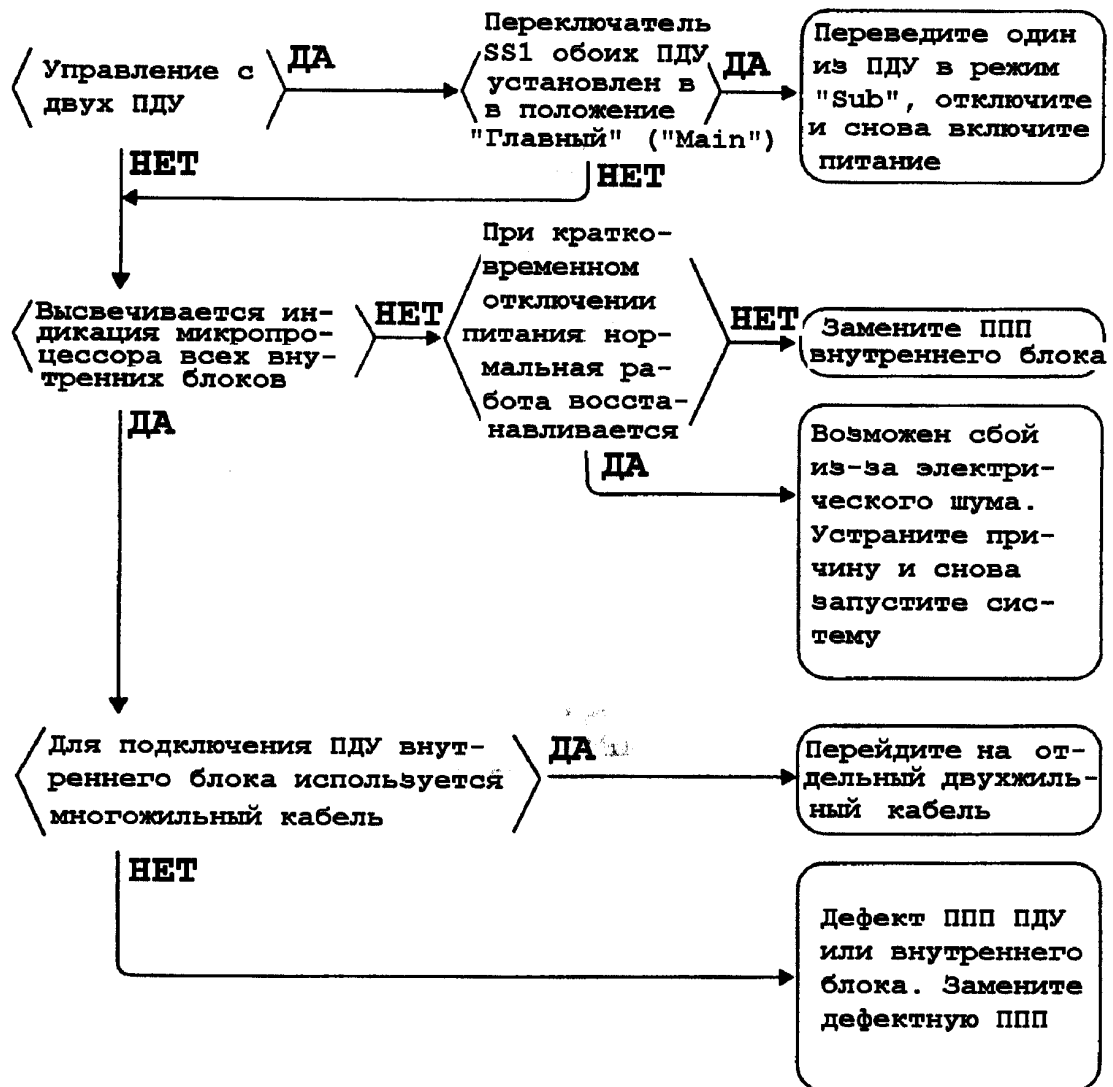 Управление с
двух ПДУ
ДА
Переключатель
SS1 обоих ПДУ
установлен в
в положение
"Главный" ("Main")
ДА
Переведите один
из ПДУ в режим
"Sub", отключите
и снова включите
питание
НЕТ
НЕТ
Высвечивается ин-
дикация микропро-
цессора всех вну-
тренних блоков
НЕТ
При кратко-
временном
отключении
питания нор-
мальная ра-
бота восста-
навливается
НЕТ
Замените ППП
внутреннего блока
ДА
ДА
Возможен сбой
из-за электри-
ческого шума.
Устраните при-
чину и снова
запустите сис-
тему
Для подключения ПДУ внут-
реннего блока используется
многожильный кабель
ДА
Перейдите на от-
дельный двухжиль-
ный кабель
НЕТ
Дефект ППП ПДУ
или внутреннего
блока. Замените
дефектную ППП